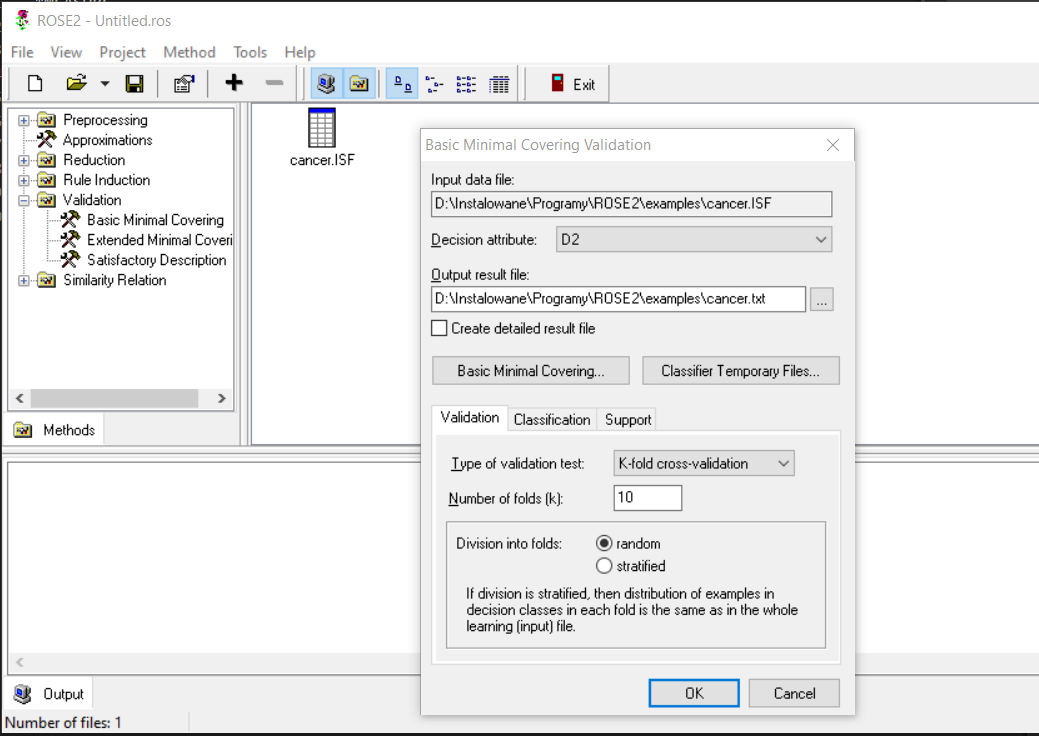 ROSE2 - Untitled.ros
File View Project Method Tools Help
Exit
Preprocessing
Approximations
Reduction
Rule Induction
Validation
Basic Minimal Covering
Extended Minimal Coveri
Satisfactory Description
Similarity Relation
Methods
cancer.ISF
Basic Minimal Covering Validation
Input data file:
D:\Instalowane\Programy\ROSE2\examples\cancer.ISF
Decision attribute: D2
Output result file:
D:\Instalowane\Programy\ROSE2\examples\cancer.txt
...
Create detailed result file
Basic Minimal Covering... Classifier Temporary Files...
Validation Classification Support
Type of validation test: K-fold cross-validation
Number of folds (k): 10
Division into folds: random
stratified
If division is stratified, then distribution of examples in
decision classes in each fold is the same as in the whole
learning (input) file.
OK Cancel
Output
Number of files: 1